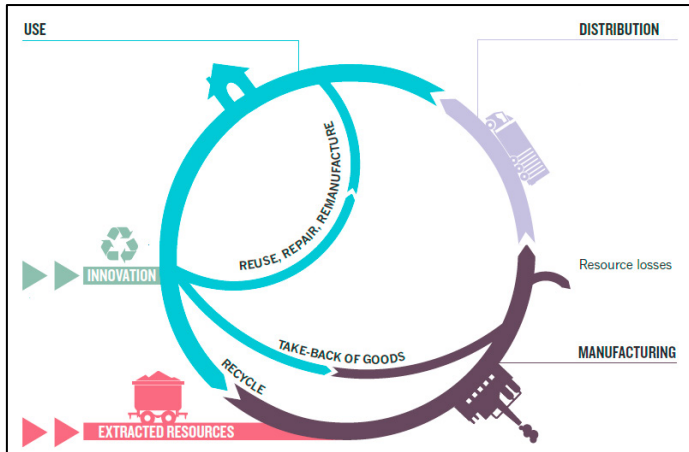 USE
DISTRIBUTION
REUSE, REPAIR, REMANUFACTURE
INNOVATION
Resource losses
TAKE-BACK OF GOODS
MANUFACTURING
RECYCLE
EXTRACTED RESOURCES